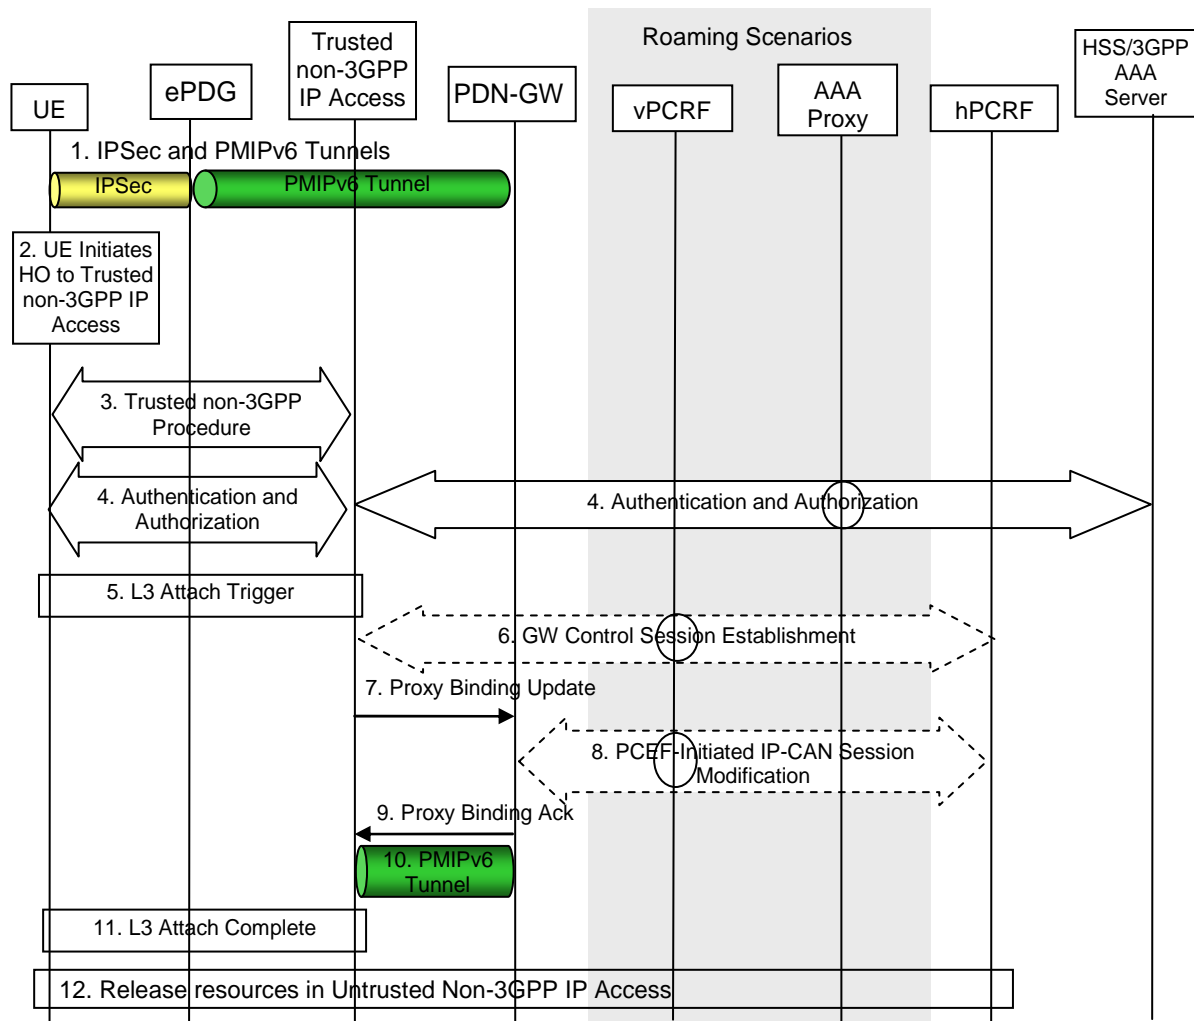 Roaming Scenarios
UE
ePDG
Trusted
non-3GPP
IP Access
PDN-GW
vPCRF
AAA
Proxy
hPCRF
HSS/3GPP
AAA
Server
1. IPSec and PMIPv6 Tunnels
IPSec
PMIPv6 Tunnel
2. UE Initiates
HO to Trusted
non-3GPP IP
Access
3. Trusted non-3GPP
Procedure
4. Authentication and
Authorization
4. Authentication and Authorization
5. L3 Attach Trigger
6. GW Control Session Establishment
7. Proxy Binding Update
8. PCEF-Initiated IP-CAN Session
Modification
9. Proxy Binding Ack
10. PMIPv6
Tunnel
11. L3 Attach Complete
12. Release resources in Untrusted Non-3GPP IP Access